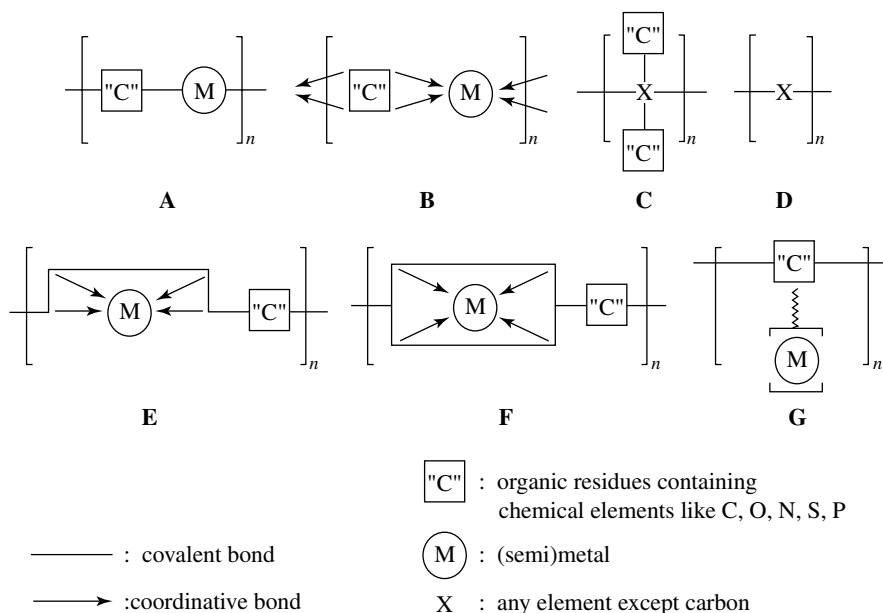 "C" M n
"C" M n
"C" X "C" n
X n
A B C D
M "C" n
M "C" n
"C" M n
E F G
"C" : organic residues containing
chemical elements like C, O, N, S, P
: covalent bond
M : (semi)metal
:coordinative bond
X : any element except carbon